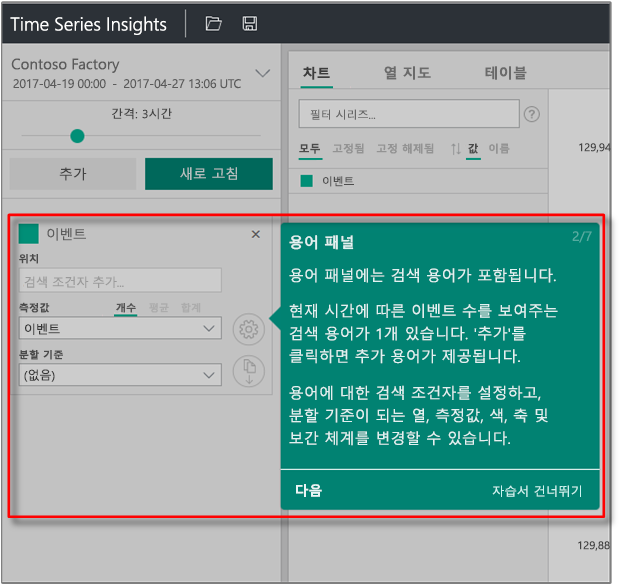 Time Series Insights
Contoso Factory
2017-04-19 00:00 - 2017-04-27 13:06 UTC
간격: 3시간
추가
새로 고침
차트
열 지도
테이블
필터 시리즈...
모두 고정됨 고정 해제됨 값 이름
이벤트
129,94
이벤트
위치
검색 조건자 추가...
측정값 개수 평균 합계
이벤트
분할 기준
(없음)
용어 패널 2/7
용어 패널에는 검색 용어가 포함됩니다.
현재 시간에 따른 이벤트 수를 보여주는
검색 용어가 1개 있습니다. '추가'를
클릭하면 추가 용어가 제공됩니다.
용어에 대한 검색 조건자를 설정하고,
분할 기준이 되는 열, 측정값, 색, 축 및
보간 체계를 변경할 수 있습니다.
다음
자습서 건너뛰기
129,88